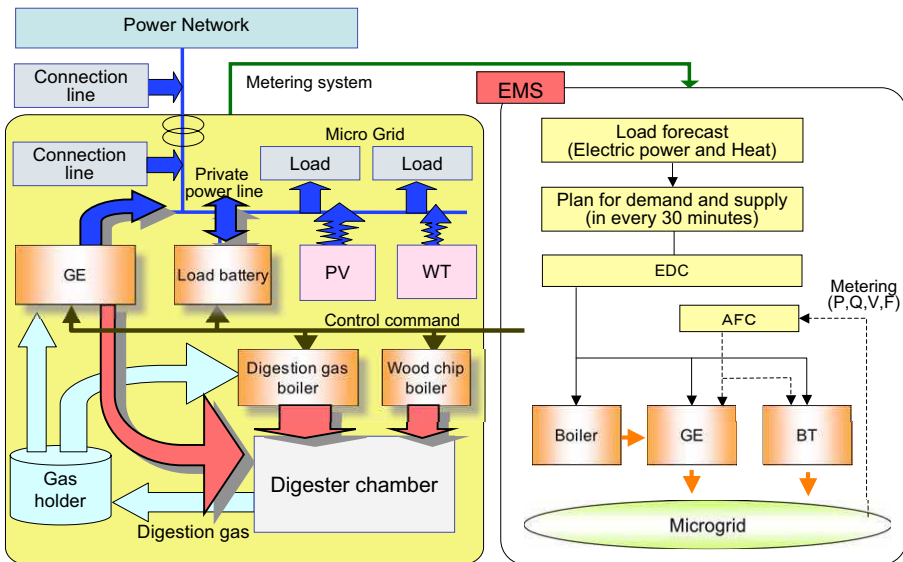 Power Network
Connection
line
Metering system
EMS
Connection
line
Micro Grid
Load
Load
Private
power line
GE
Load battery
PV
WT
Control command
Digestion gas
boiler
Wood chip
boiler
Gas
holder
Digester chamber
Digestion gas
Load forecast
(Electric power and Heat)
Plan for demand and supply
(in every 30 minutes)
EDC
Metering
(P,Q,V,F)
AFC
Boiler
GE
BT
Microgrid